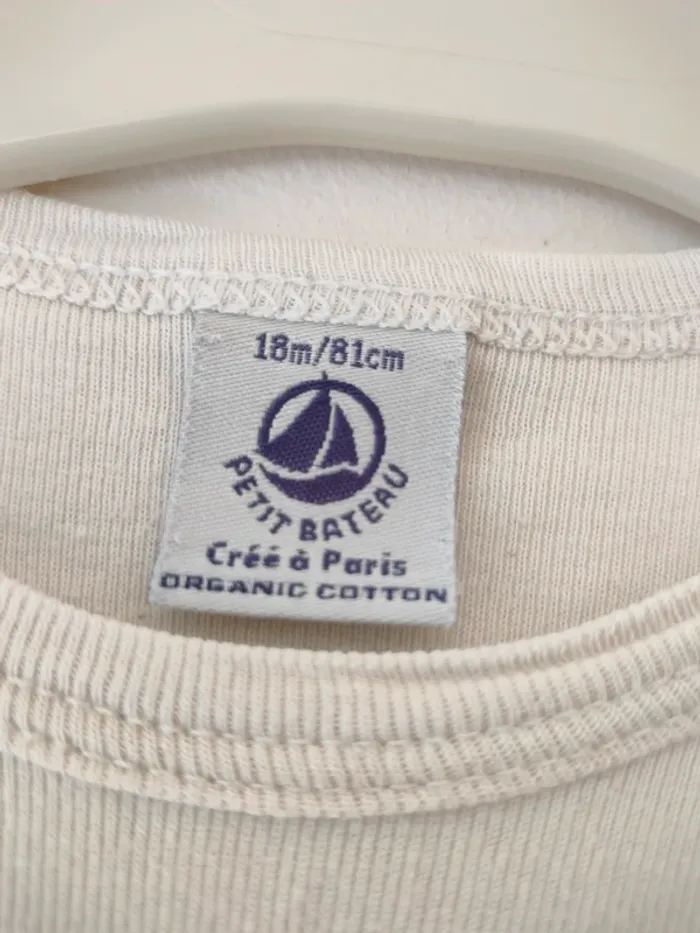 18m/81cm
PETIT BATEAU
Créé à Paris
ORGANIC COTTON